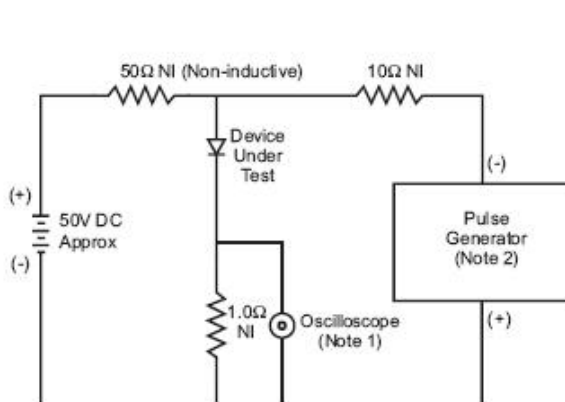 50Ω NI (Non-inductive)
10Ω NI
Device
Under
Test
(+)
50V DC
Approx
(-)
(-)
Pulse
Generator
(Note 2)
(+)
1.0Ω
NI
Oscilloscope
(Note 1)